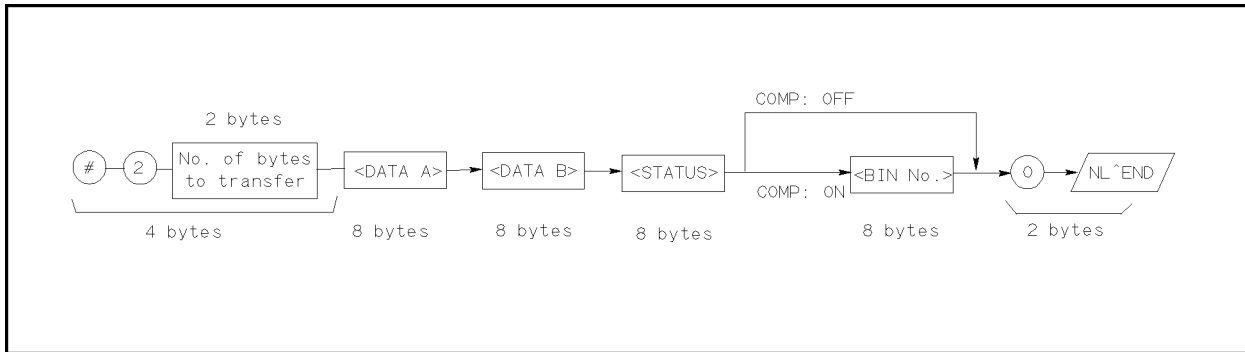 COMP: OFF
2 bytes
# 2 No. of bytes to transfer <DATA A> <DATA B> <STATUS> COMP: ON <BIN No.> 0 NL^END
4 bytes 8 bytes 8 bytes 8 bytes 8 bytes 2 bytes